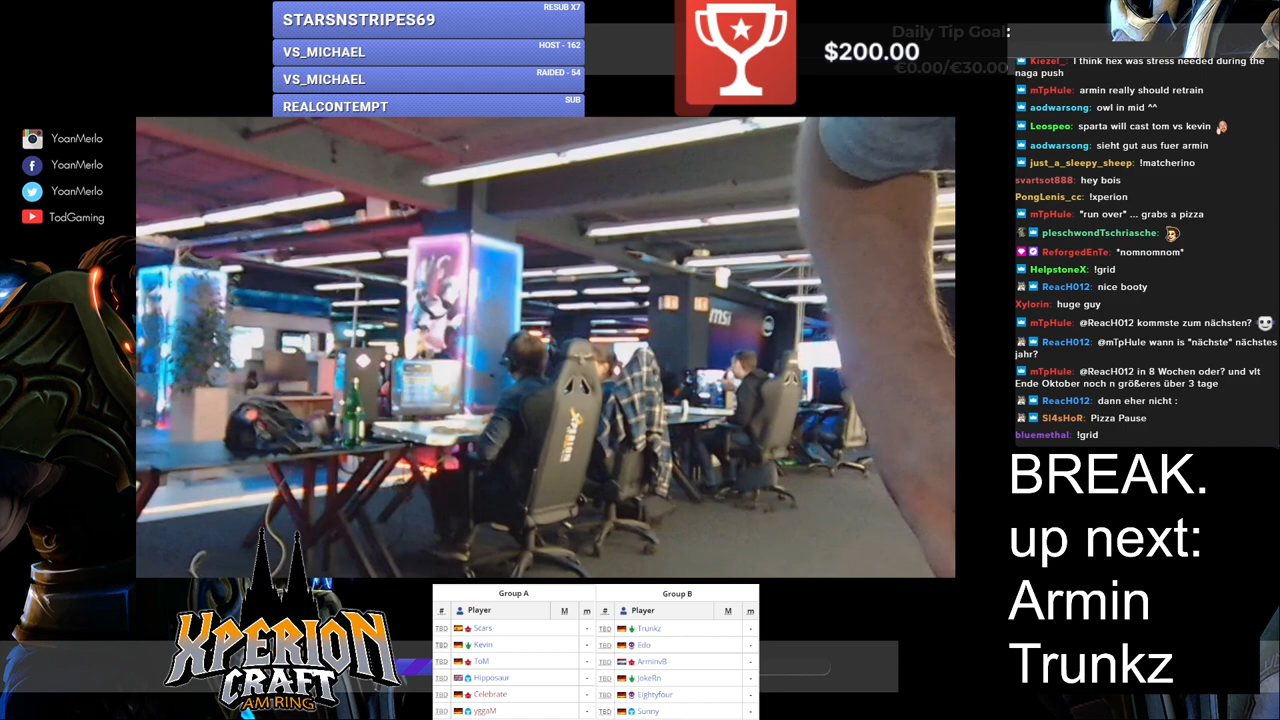 STARSNSTRIPES69
RESUB X7
VS_MICHAEL
HOST - 162
VS_MICHAEL
RAIDED - 54
REALCONTEMPT
SUB
$200.00
Daily Tip Goal:
€0.00/€30.00
YoanMerlo
YoanMerlo
YoanMerlo
TodGaming
msi
Kiezel_: I think hex was stress needed during the
naga push
mTpHule: armin really should retrain
aodwarsong: owl in mid ^^
Leospeo: sparta will cast tom vs kevin
aodwarsong: sieht gut aus fuer armin
just_a_sleepy_sheep: !matcherino
svartsot888: hey bois
PongLenis_cc: !xperion
mTpHule: "run over" ... grabs a pizza
pleschwondTschriasche:
ReforgedEnTe: *nomnomnom*
HelpstoneX: !grid
ReacH012: nice booty
Xylorin: huge guy
mTpHule: @ReacH012 kommste zum nächsten?
ReacH012: @mTpHule wann is "nächste" nächstes
jahr?
mTpHule: @ReacH012 in 8 Wochen oder? und vlt
Ende Oktober noch n größeres über 3 tage
ReacH012: dann eher nicht :
Sl4sHoR: Pizza Pause
bluemethal: !grid
BREAK.
up next:
Armin
Trunkz
XPERION
CRAFT
AM RING
Group A
# Player M m
TBD Scars -
TBD Kevin -
TBD ToM -
TBD Hipposaur -
TBD Celebrate -
TBD yggaM -
Group B
# Player M m
TBD Trunkz -
TBD Edo -
TBD ArminvB -
TBD JokeRn -
TBD Eightyfour -
TBD Sunny -